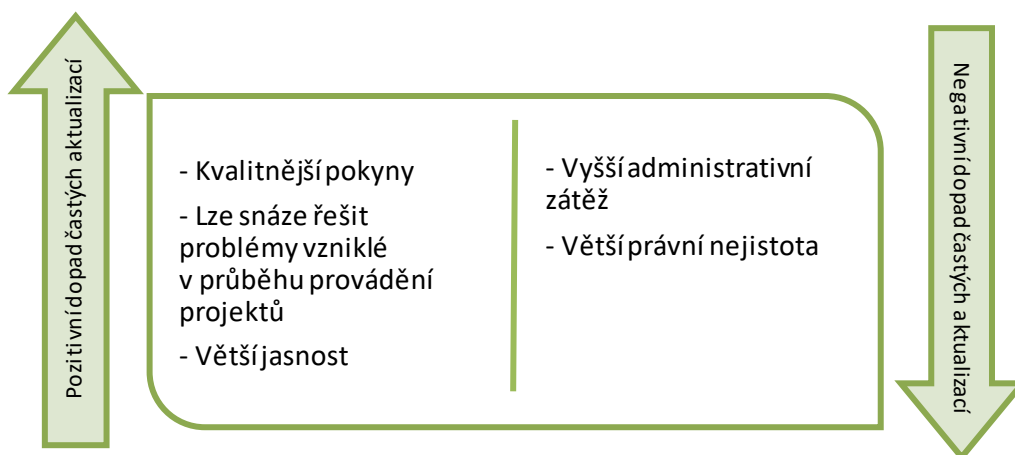 Pozitivní dopad častých aktualizací
- Kvalitnější pokyny
- Lze snáze řešit
problémy vzniklé
v průběhu provádění
projektů
- Větší jasnost
- Vyšší administrativní
zátěž
- Větší právní nejistota
Negativní dopad častých aktualizací